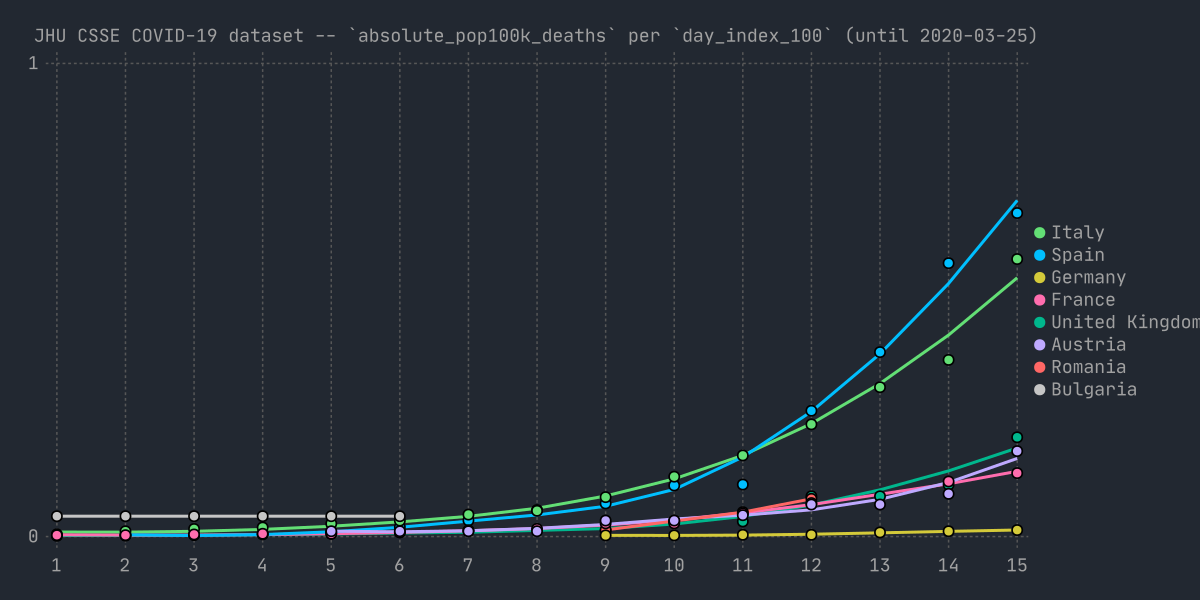 JHU CSSE COVID-19 dataset -- `absolute_pop100k_deaths` per `day_index_100` (until 2020-03-25)
1
Italy
Spain
Germany
France
United Kingdom
Austria
Romania
Bulgaria
0
1 2 3 4 5 6 7 8 9 10 11 12 13 14 15